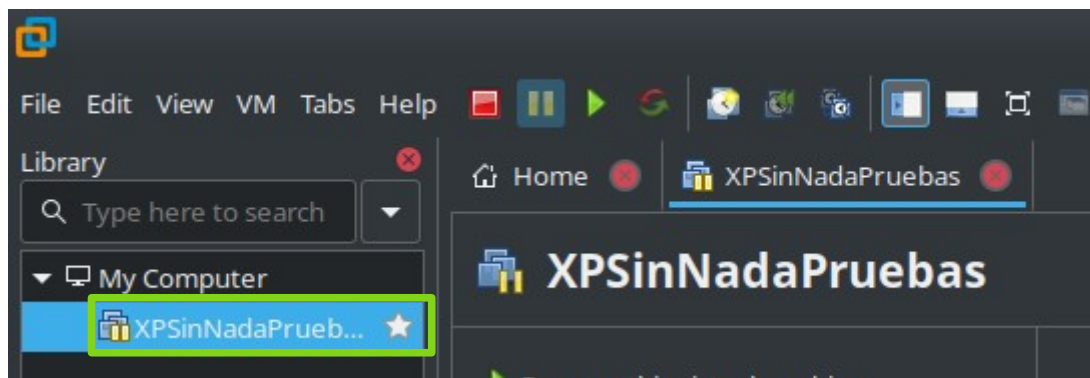 File Edit View VM Tabs Help
Library
Home XPSinNadaPruebas
Type here to search
XPSinNadaPruebas
My Computer
XPSinNadaPrueb...